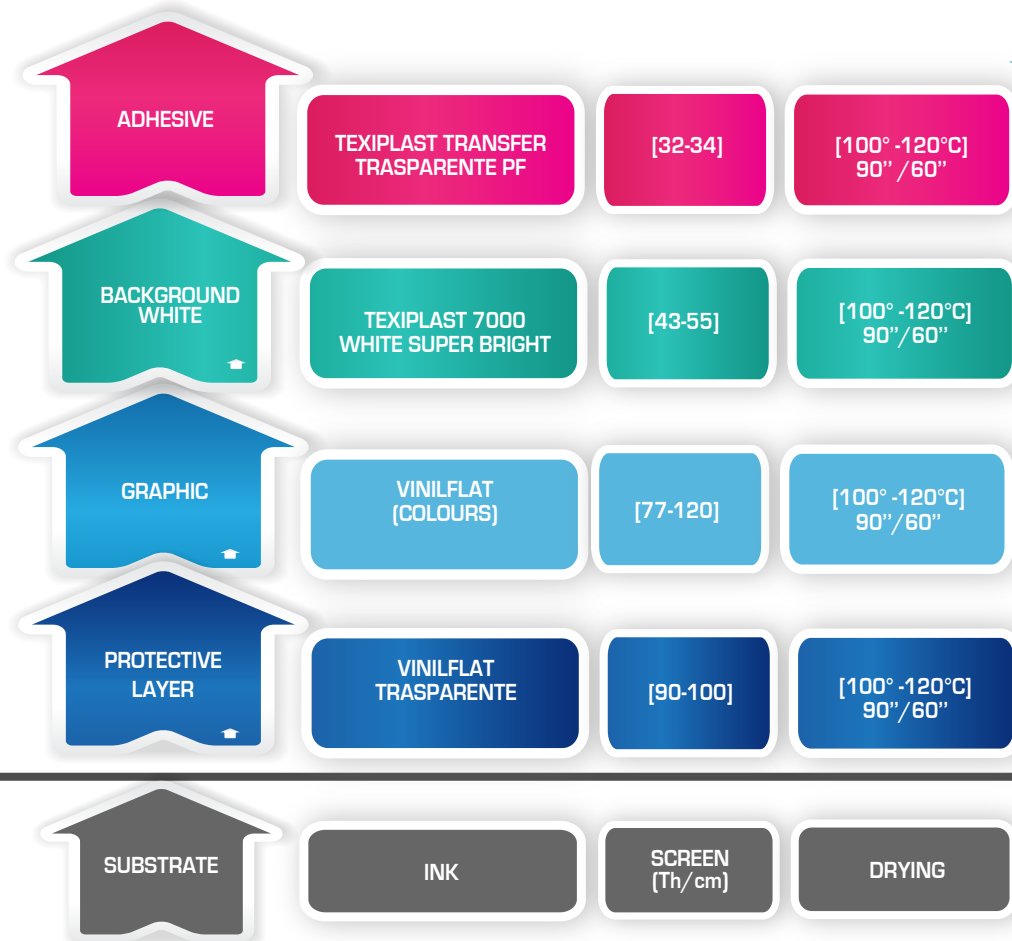 ADHESIVE
TEXIPLAST TRANSFER
TRASPARENTE PF
[32-34]
[100° -120°C]
90’’ /60’’
BACKGROUND
WHITE
TEXIPLAST 7000
WHITE SUPER BRIGHT
[43-55]
[100° -120°C]
90’’/60’’
GRAPHIC
VINILFLAT
(COLOURS)
[77-120]
[100° -120°C]
90’’/60’’
PROTECTIVE
LAYER
VINILFLAT
TRASPARENTE
[90-100]
[100° -120°C]
90’’/60’’
SUBSTRATE
INK
SCREEN
(Th/cm)
DRYING